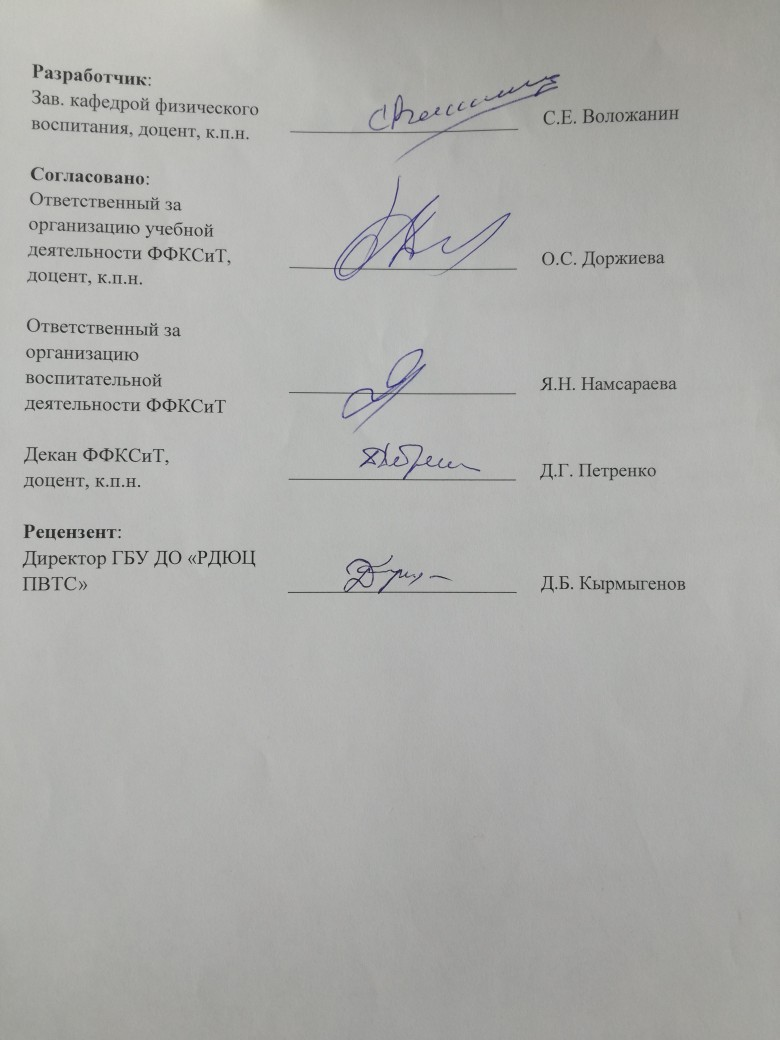 Разработчик:
Зав. кафедрой физического
воспитания, доцент, к.п.н.
С.Е. Воложанин
Согласовано:
Ответственный за
организацию учебной
деятельности ФФКСиТ,
доцент, к.п.н.
О.С. Доржиева
Ответственный за
организацию
воспитательной
деятельности ФФКСиТ
Я.Н. Намсараева
Декан ФФКСиТ,
доцент, к.п.н.
Д.Г. Петренко
Рецензент:
Директор ГБУ ДО «РДЮЦ
ПВТС»
Д.Б. Кырмыгенов